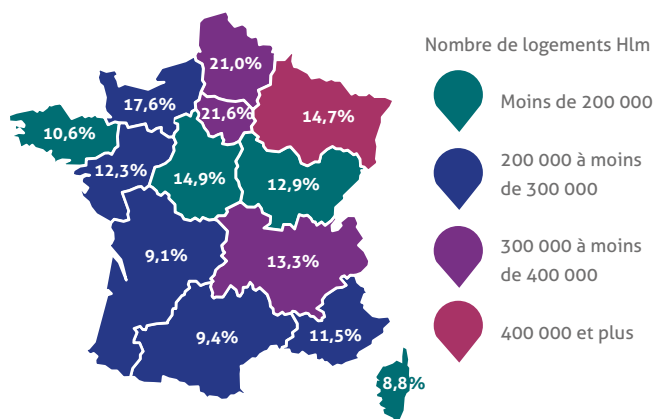 Nombre de logements Hlm
21,0%
17,6%
21,6%
14,7%
Moins de 200 000
10,6%
12,3%
14,9%
12,9%
200 000 à moins
de 300 000
9,1%
13,3%
300 000 à moins
de 400 000
9,4%
11,5%
400 000 et plus
8,8%